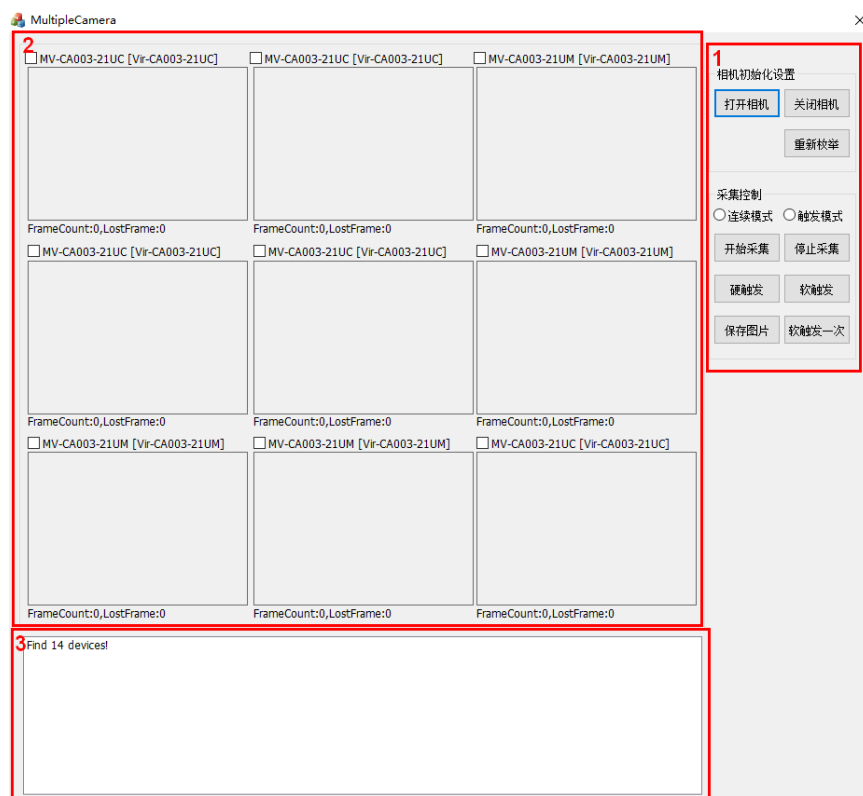 MultipleCamera
2
MV-CA003-21UC [Vir-CA003-21UC]
MV-CA003-21UC [Vir-CA003-21UC]
MV-CA003-21UM [Vir-CA003-21UM]
FrameCount:0,LostFrame:0
FrameCount:0,LostFrame:0
FrameCount:0,LostFrame:0
MV-CA003-21UC [Vir-CA003-21UC]
MV-CA003-21UC [Vir-CA003-21UC]
MV-CA003-21UM [Vir-CA003-21UM]
FrameCount:0,LostFrame:0
FrameCount:0,LostFrame:0
FrameCount:0,LostFrame:0
MV-CA003-21UM [Vir-CA003-21UM]
MV-CA003-21UM [Vir-CA003-21UM]
MV-CA003-21UC [Vir-CA003-21UC]
FrameCount:0,LostFrame:0
FrameCount:0,LostFrame:0
FrameCount:0,LostFrame:0
1
相机初始化设置
打开相机
关闭相机
重新枚举
采集控制
连续模式
触发模式
开始采集
停止采集
硬触发
软触发
保存图片
软触发一次
3
Find 14 devices!